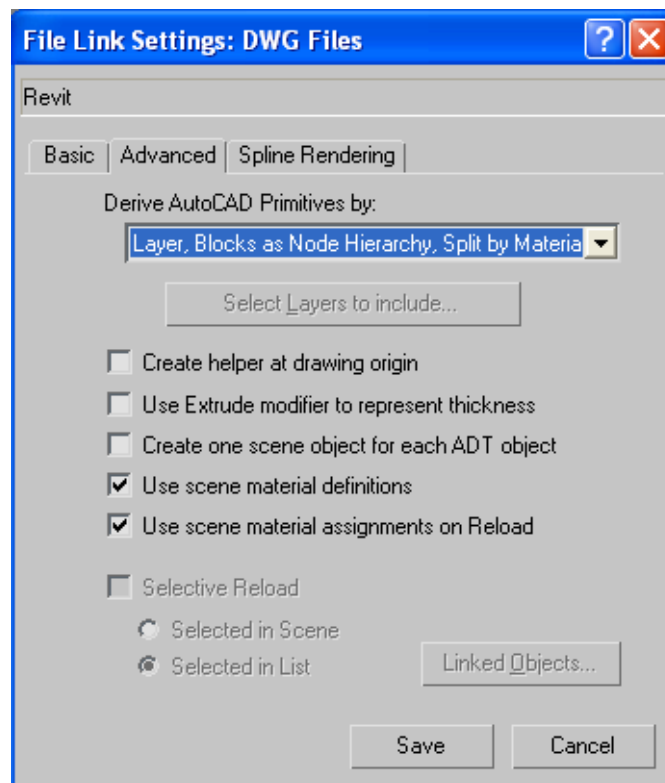 File Link Settings: DWG Files
Revit
Basic Advanced Spline Rendering
Derive AutoCAD Primitives by:
Layer, Blocks as Node Hierarchy, Split by Materia
Select Layers to include...
Create helper at drawing origin
Use Extrude modifier to represent thickness
Create one scene object for each ADT object
Use scene material definitions
Use scene material assignments on Reload
Selective Reload
Selected in Scene
Selected in List Linked Objects...
Save Cancel